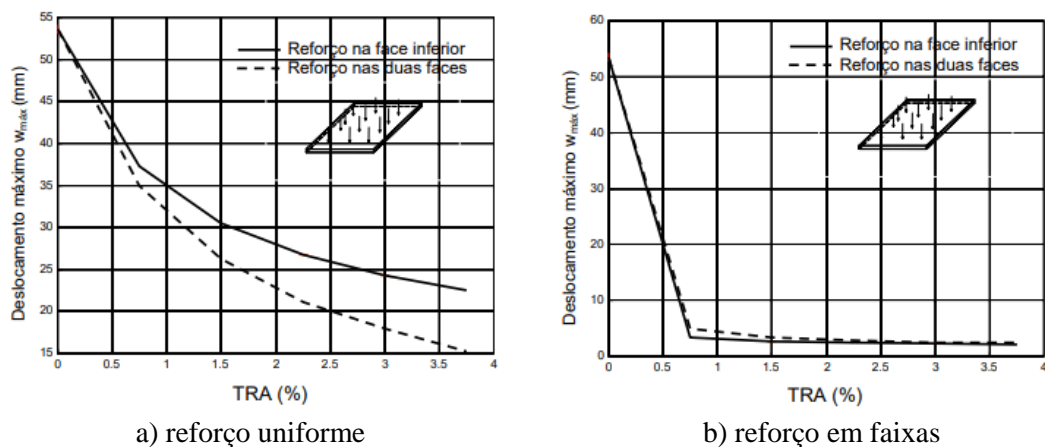 Deslocamento máximo wmáx (mm)
55
50
45
40
35
30
25
20
15
Reforço na face inferior
Reforço nas duas faces
0 0.5 1 1.5 2 2.5 3 3.5 4
TRA (%)
a) reforço uniforme
Deslocamento máximo wmáx (mm)
60
50
40
30
20
10
0
Reforço na face inferior
Reforço nas duas faces
0 0.5 1 1.5 2 2.5 3 3.5 4
TRA (%)
b) reforço em faixas